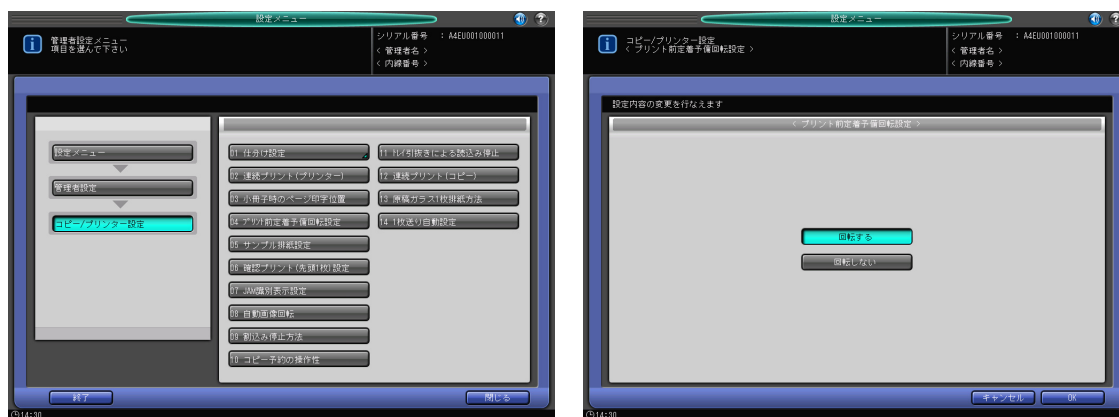 設定メニュー
管理者設定メニュー
項目を選んで下さい
シリアル番号 : A4EU001000011
< 管理者名 >
< 内線番号 >
設定メニュー
管理者設定
コピー/プリンター設定
01 仕分け設定
02 連続プリント(プリンター)
03 小冊子時のページ印字位置
04 プリント前定着予備回転設定
05 サンプル排紙設定
06 確認プリント(先頭1枚)設定
07 JAM識別表示設定
08 自動画像回転
09 割込み停止方法
10 コピー予約の操作性
11 トレイ引抜きによる読込み停止
12 連続プリント(コピー)
13 原稿ガラス1枚排紙方法
14 1枚送り自動設定
終了
閉じる
14:30
設定メニュー
コピー/プリンター設定
< プリント前定着予備回転設定 >
シリアル番号 : A4EU001000011
< 管理者名 >
< 内線番号 >
設定内容の変更を行なえます
< プリント前定着予備回転設定 >
回転する
回転しない
キャンセル
OK
14:30